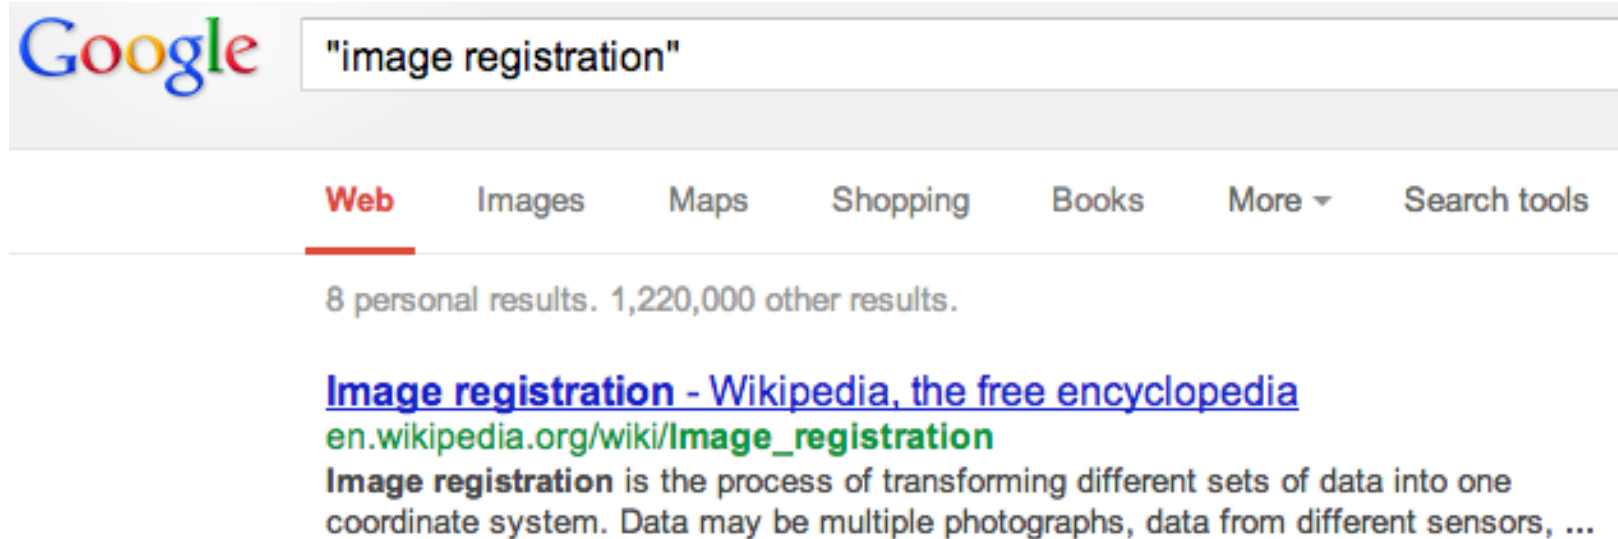 Google "image registration"
Web Images Maps Shopping Books More Search tools
8 personal results. 1,220,000 other results.
Image registration - Wikipedia, the free encyclopedia
en.wikipedia.org/wiki/Image_registration
Image registration is the process of transforming different sets of data into one
coordinate system. Data may be multiple photographs, data from different sensors, ...